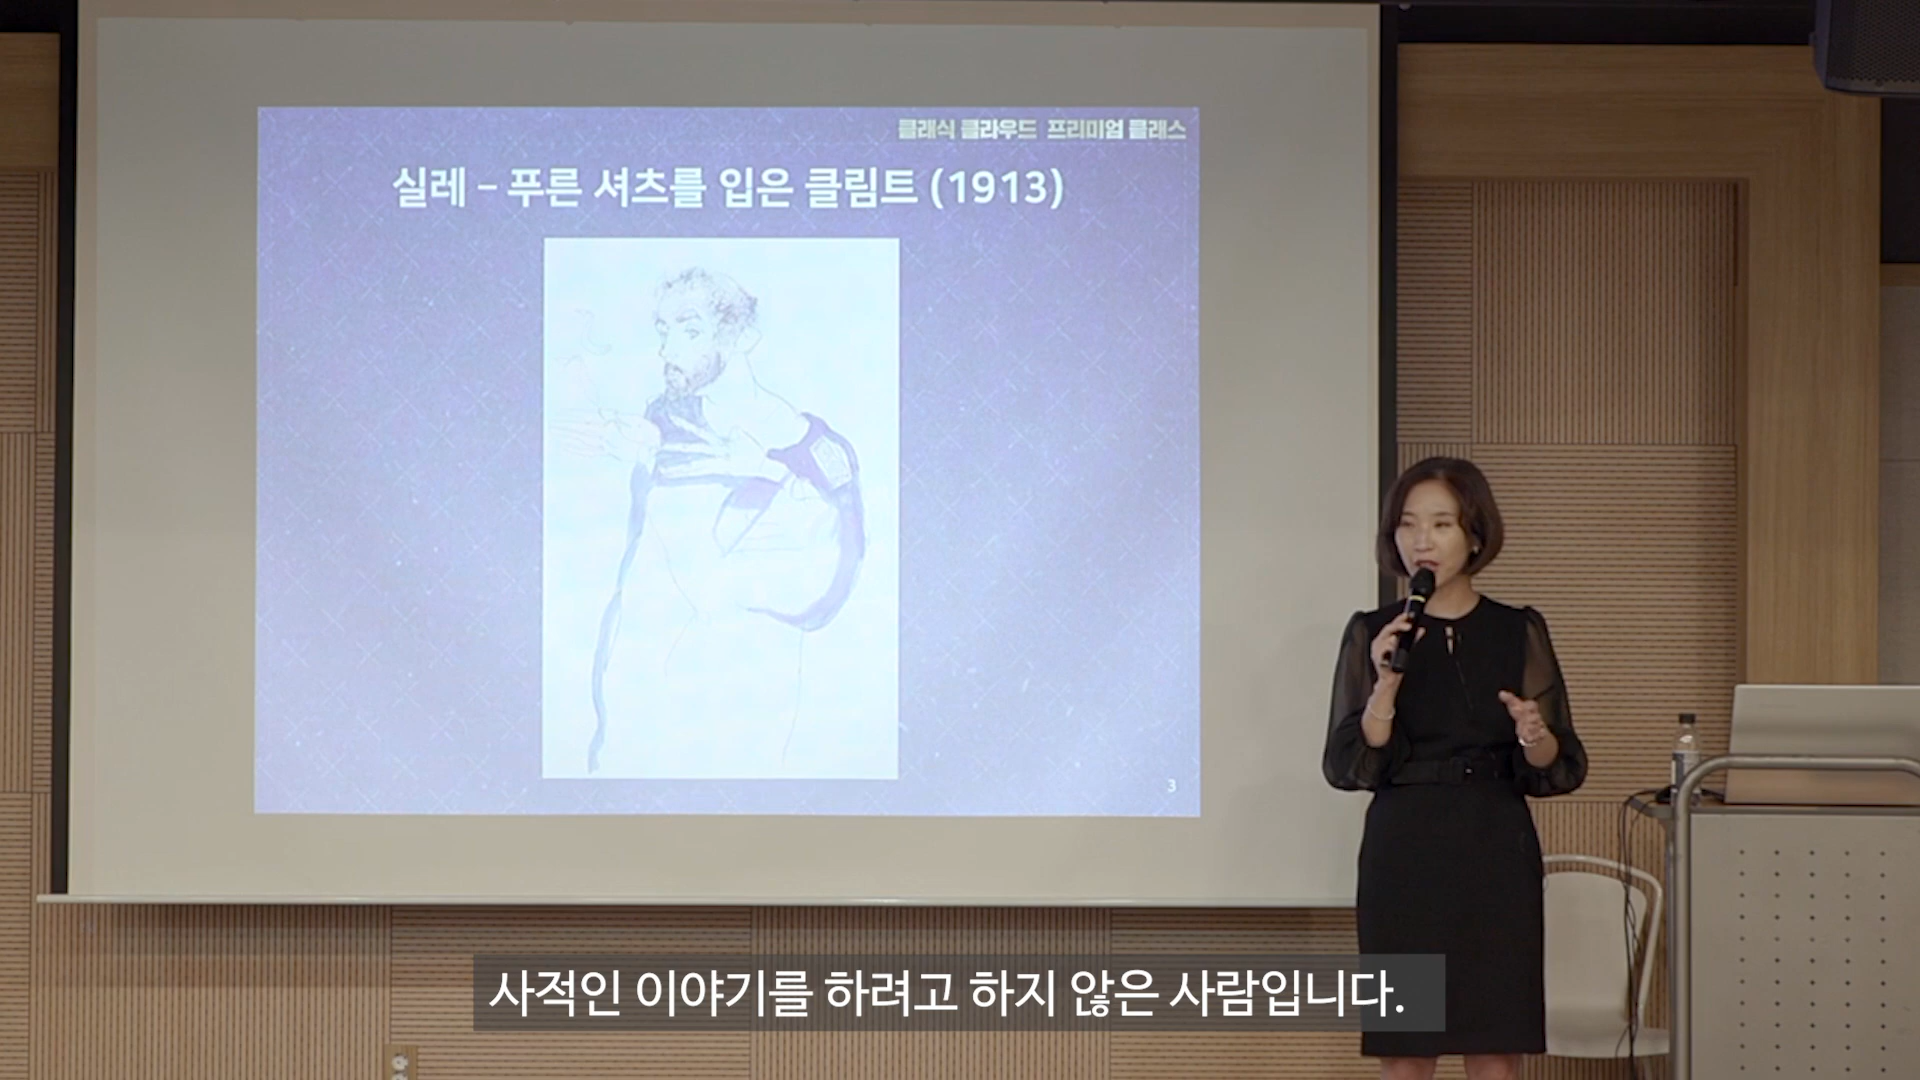 클래식 클라우드 프리미엄 클래스
실레 – 푸른 셔츠를 입은 클림트 (1913)
3
사적인 이야기를 하려고 하지 않은 사람입니다.